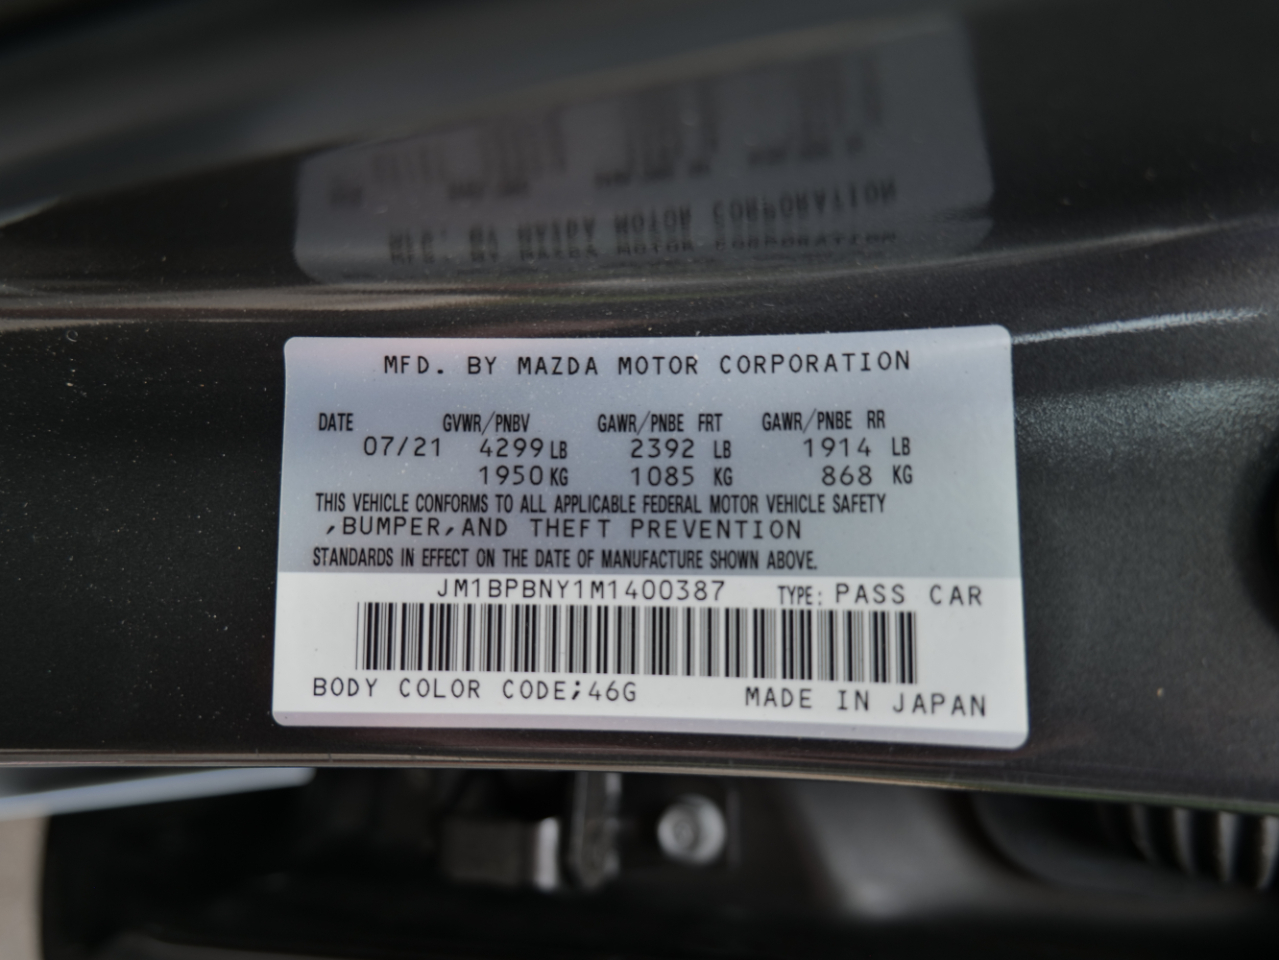 MFD. BY MAZDA MOTOR CORPORATION
DATE GVWR/PNBV GAWR/PNBE FRT GAWR/PNBE RR
07/21 4299 LB 2392 LB 1914 LB
1950 KG 1085 KG 868 KG
THIS VEHICLE CONFORMS TO ALL APPLICABLE FEDERAL MOTOR VEHICLE SAFETY
,BUMPER,AND THEFT PREVENTION
STANDARDS IN EFFECT ON THE DATE OF MANUFACTURE SHOWN ABOVE.
JM1BPBNY1M1400387 TYPE: PASS CAR
BODY COLOR CODE;46G MADE IN JAPAN